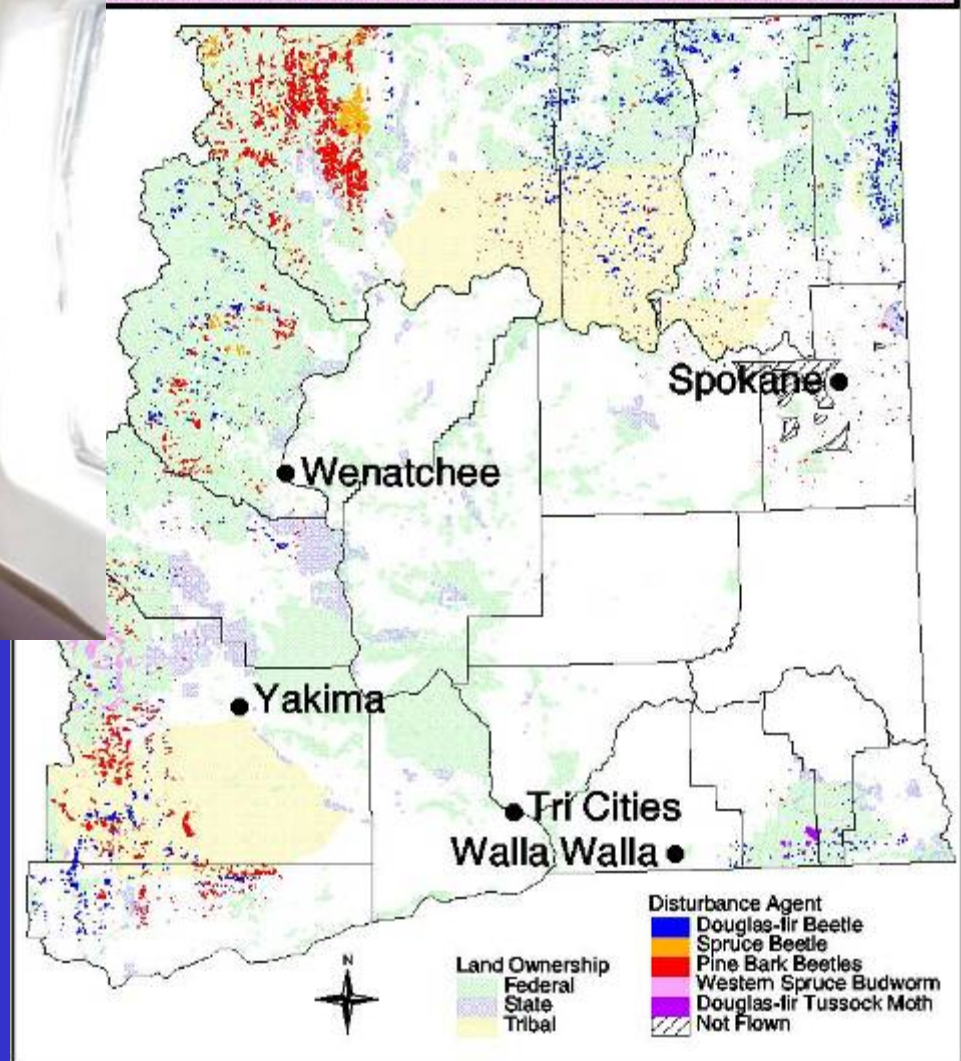 Spokane
Wenatchee
Yakima
Tri Cities
Walla Walla
N
Land Ownership
Federal
State
Tribal
Disturbance Agent
Douglas-fir Beetle
Spruce Beetle
Pine Bark Beetles
Western Spruce Budworm
Douglas-fir Tussock Moth
Not Flown